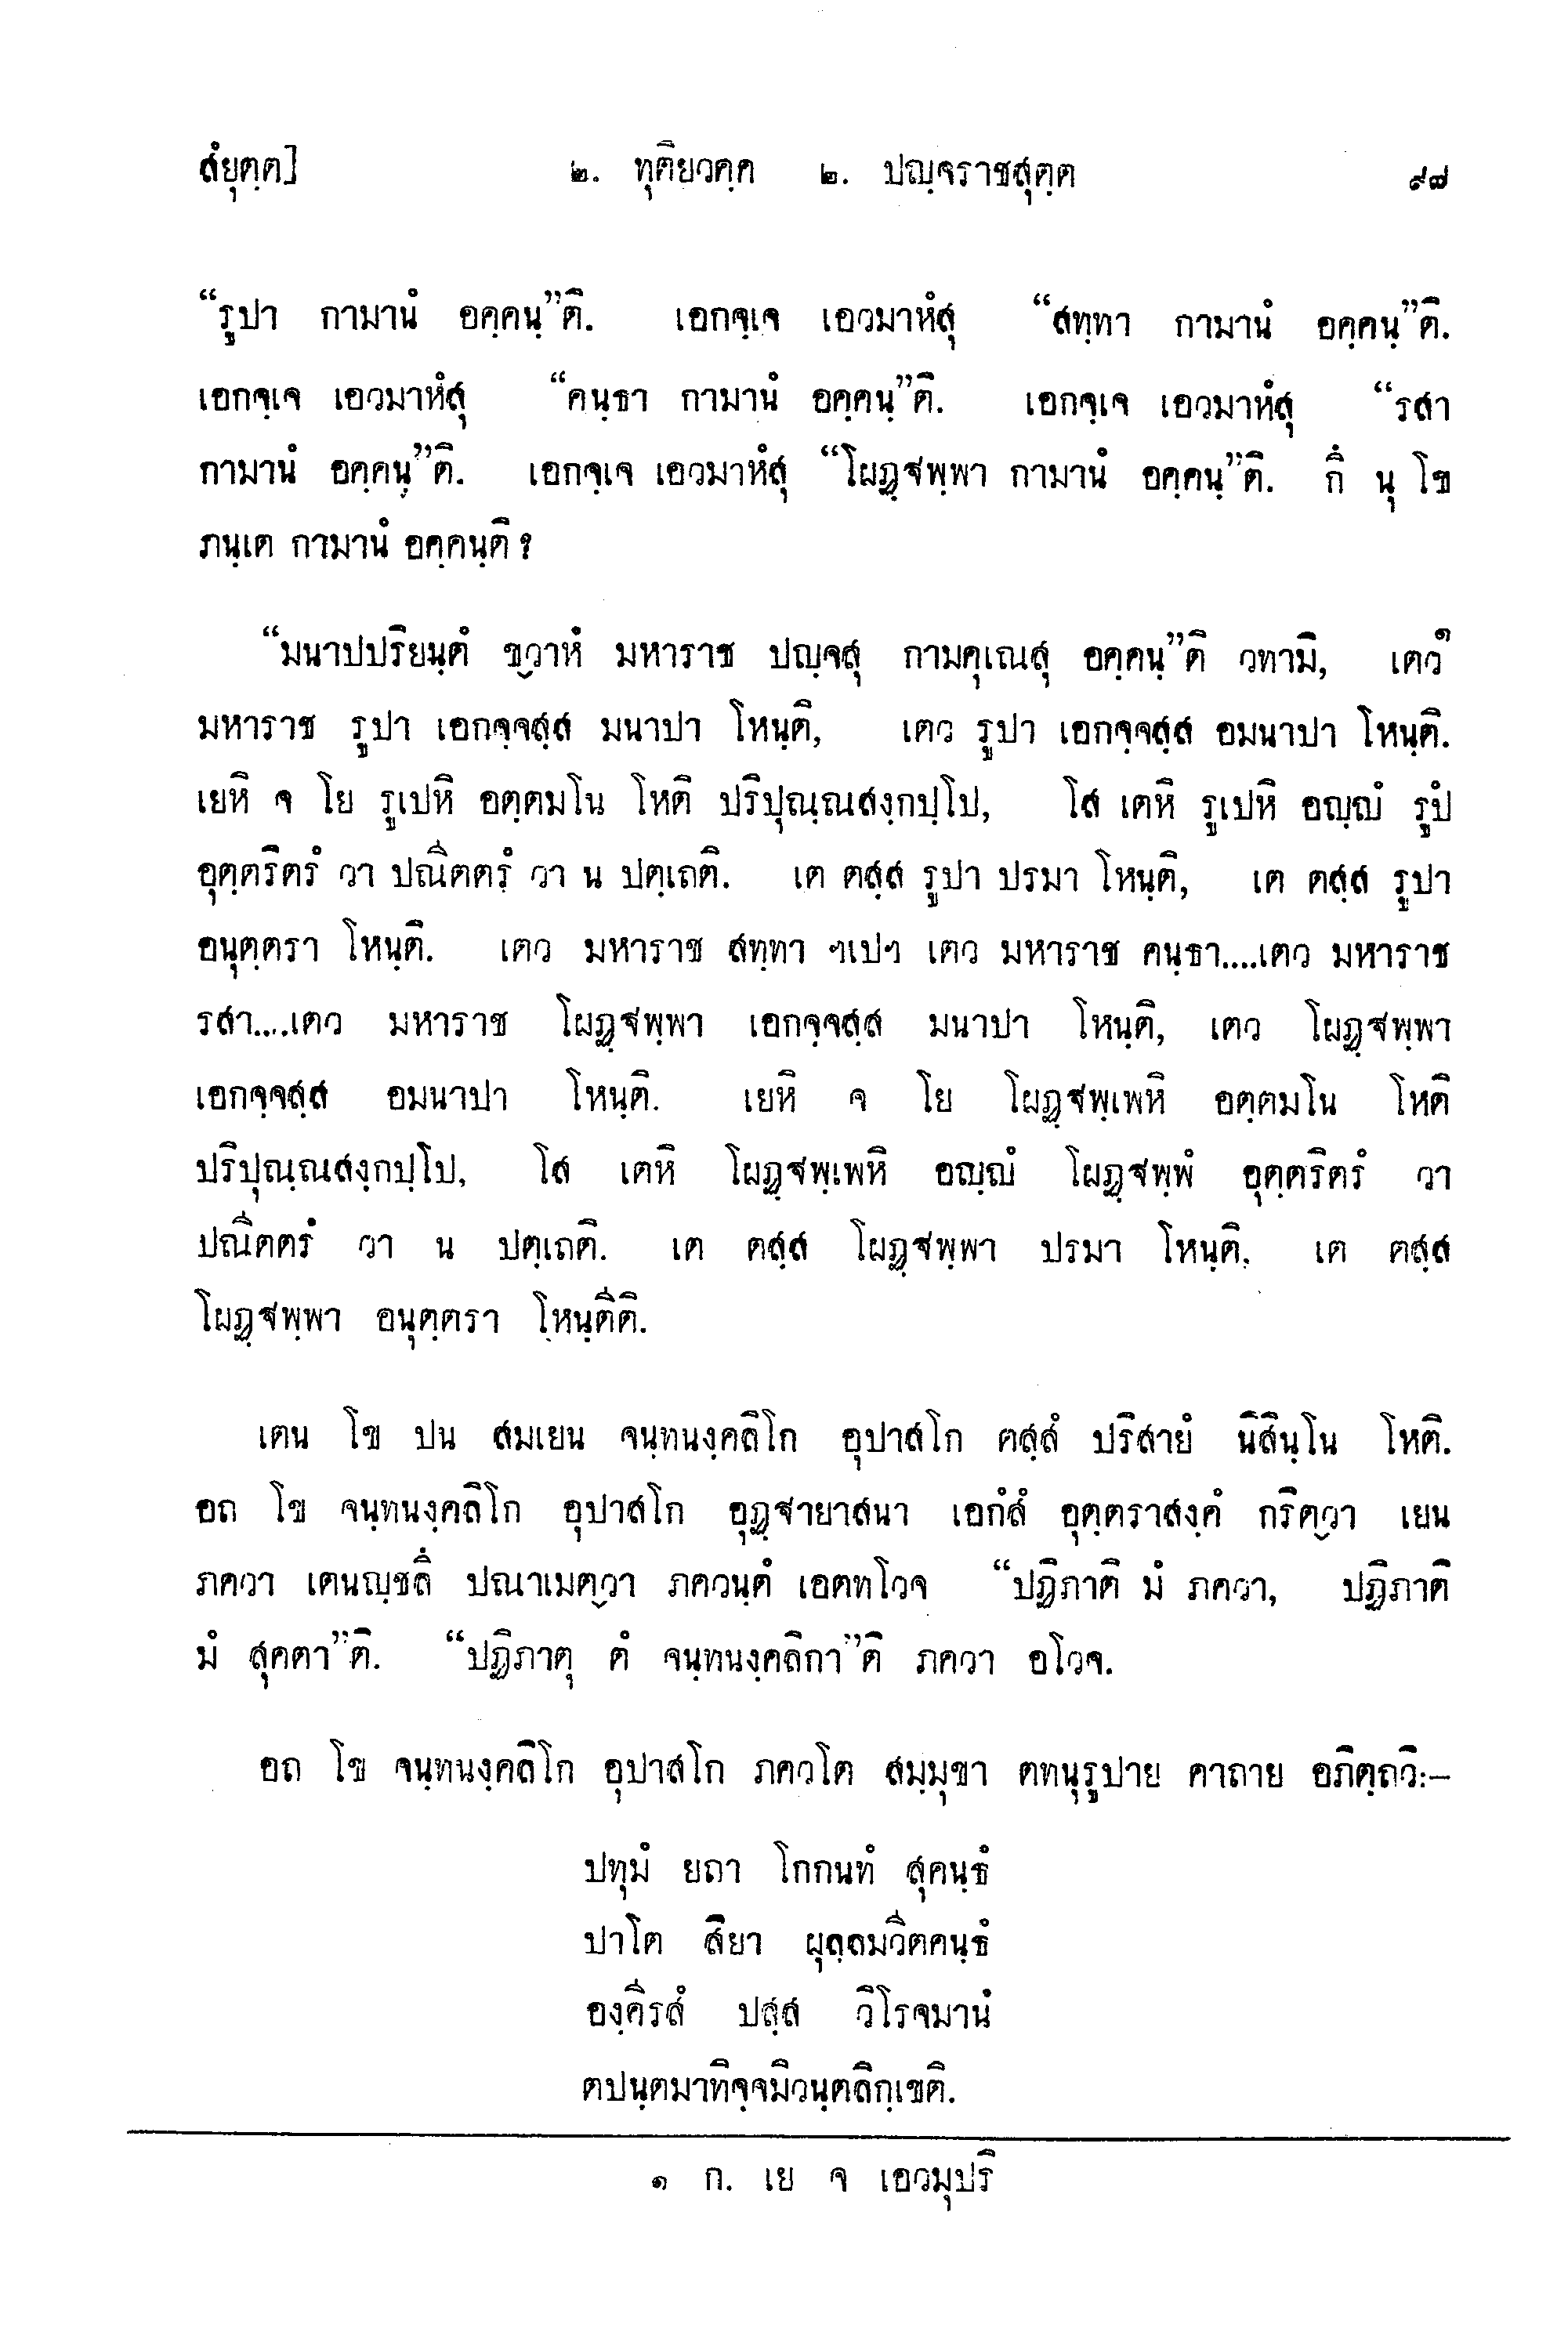 สํยุตฺต]	๒. ทุติยวคฺค ๒. ปญฺจราชสุตฺต	๙๗
“รูปา กามานํ อคฺคนฺ”ติ. เอกจฺเจ เอวมาหํสุ “สทฺทา กามานํ อคฺคนฺ”ติ.
เอกจฺเจ เอวมาหํสุ “คนฺธา กามานํ อคฺคนฺ”ติ. เอกจฺเจ เอวมาหํสุ “รสา
กามานํ อคฺคนฺ”ติ. เอกจฺเจ เอวมาหํสุ “โผฏฺฐพฺพา กามานํ อคฺคนฺ”ติ. กึ นุ โข
ภนฺเต กามานํ อคฺคนฺติ ?
“มนาปปริยนฺตํ ขฺวาหํ มหาราช ปญฺจสุ กามคุเณสุ อคฺคนฺ”ติ วทามิ, เตว๑
มหาราช รูปา เอกจฺจสฺส มนาปา โหนฺติ, เตว รูปา เอกจฺจสฺส อมนาปา โหนฺติ.
เยหิ จ โย รูเปหิ อตฺตมโน โหติ ปริปุณฺณสงฺกปฺโป, โส เตหิ รูเปหิ อญฺญํ รูปํ
อุตฺตริตรํ วา ปณีตตรํ วา น ปตฺเถติ. เต ตสฺส รูปา ปรมา โหนฺติ, เต ตสฺส รูปา
อนุตฺตรา โหนฺติ. เตว มหาราช สทฺทา ฯเปฯ เตว มหาราช คนฺธา....เตว มหาราช
รสา....เตว มหาราช โผฏฺฐพฺพา เอกจฺจสฺส มนาปา โหนฺติ, เตว โผฏฺฐพฺพา
เอกจฺจสฺส อมนาปา โหนฺติ. เยหิ จ โย โผฏฺฐพฺเพหิ อตฺตมโน โหติ
ปริปุณฺณสงฺกปฺโป, โส เตหิ โผฏฺฐพฺเพหิ อญฺญํ โผฏฺฐพฺพํ อุตฺตริตรํ วา
ปณีตตรํ วา น ปตฺเถติ. เต ตสฺส โผฏฺฐพฺพา ปรมา โหนฺติ. เต ตสฺส
โผฏฺฐพฺพา อนุตฺตรา โหนฺตีติ.
เตน โข ปน สมเยน จนฺทนงฺคลิโก อุปาสโก ตสฺสํ ปริสายํ นิสินฺโน โหติ.
อถ โข จนฺทนงฺคลิโก อุปาสโก อุฏฺฐายาสนา เอกํสํ อุตฺตราสงฺคํ กริตฺวา เยน
ภควา เตนญฺชลึ ปณาเมตฺวา ภควนฺตํ เอตทโวจ “ปฏิภาติ มํ ภควา, ปฏิภาติ
มํ สุคตา”ติ. “ปฏิภาตุ ตํ จนฺทนงฺคลิกา”ติ ภควา อโวจ.
อถ โข จนฺทนงฺคลิโก อุปาสโก ภควโต สมฺมุขา ตทนุรูปาย คาถาย อภิตฺถวิ:–
ปทุมํ ยถา โกกนทํ สุคนฺธํ
ปาโต สิยา ผุลฺลมวีตคนฺธํ
องฺคีรสํ ปสฺส วิโรจมานํ
ตปนฺตมาทิจฺจมิวนฺตลิกฺเขติ.
๑ ก. เย จ เอวมุปริ